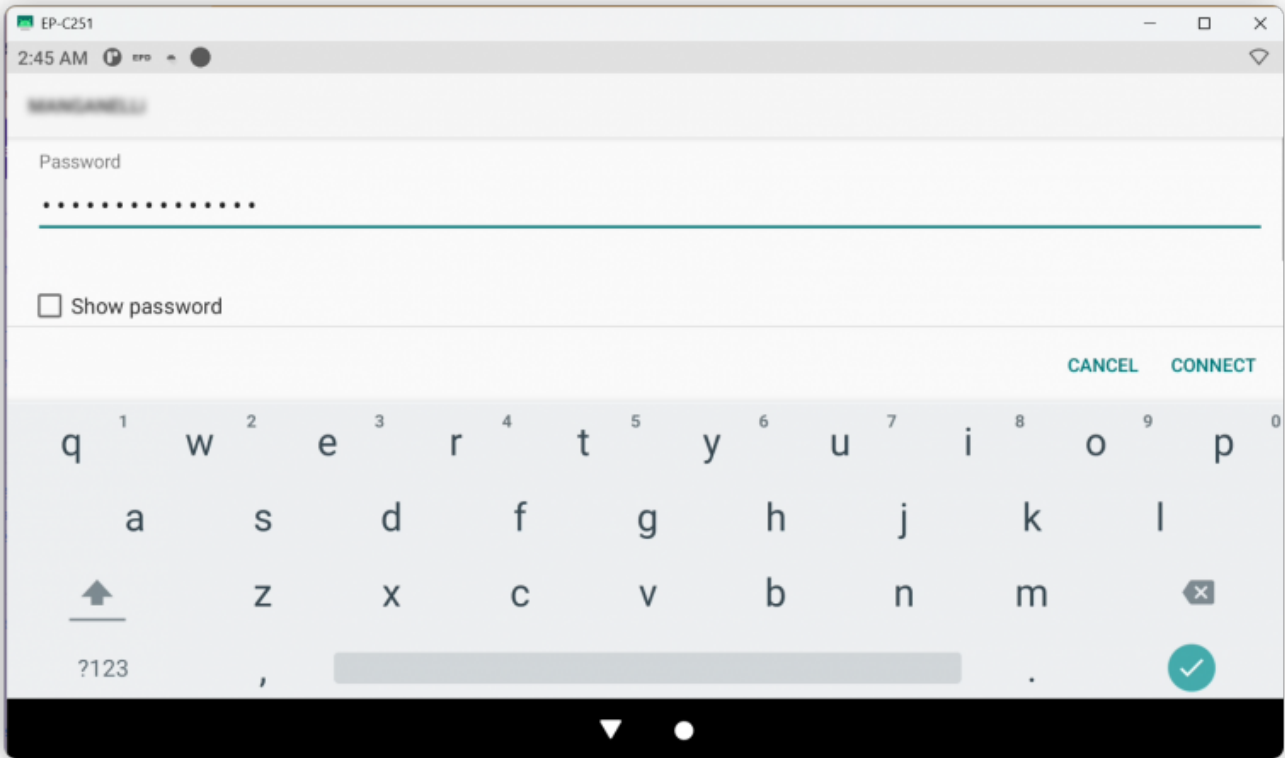 EP-C251
2:45 AM EPD
Password
•••••••••••••••
Show password
CANCEL CONNECT
1 2 3 4 5 6 7 8 9 0
q w e r t y u i o p
a s d f g h j k l
z x c v b n m
?123 , .